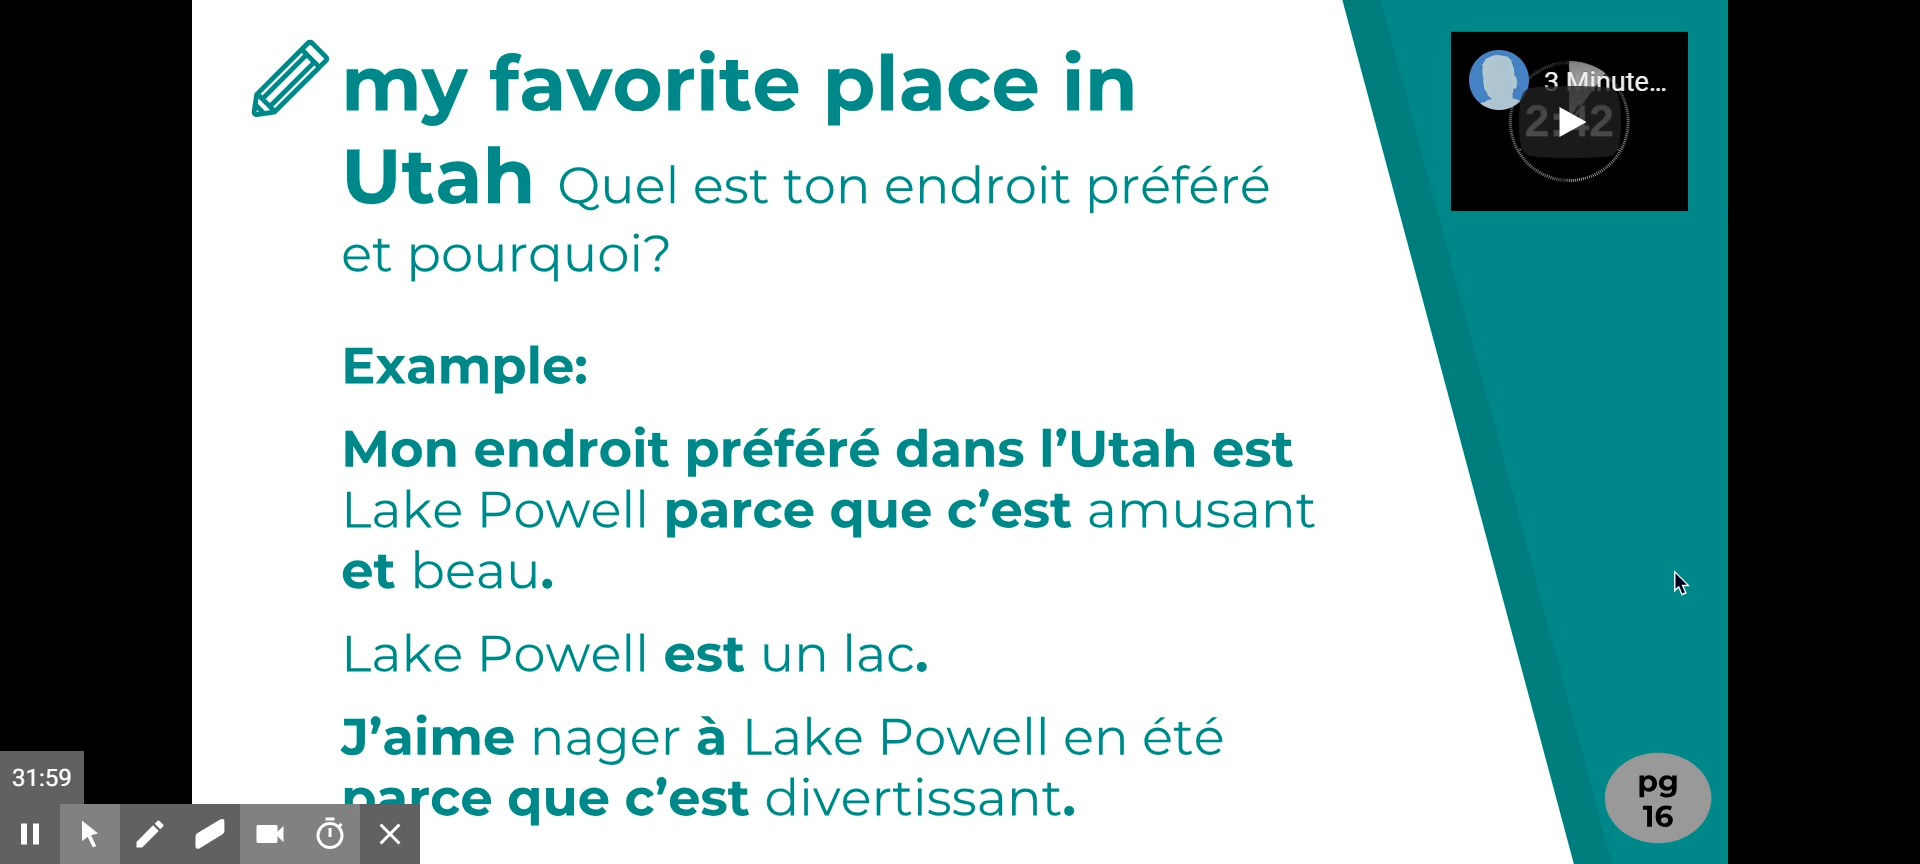 my favorite place in
Utah Quel est ton endroit préféré
et pourquoi?
Example:
Mon endroit préféré dans l’Utah est
Lake Powell parce que c’est amusant
et beau.
Lake Powell est un lac.
J’aime nager à Lake Powell en été
parce que c’est divertissant.
3 Minute...
2:42
pg
16
31:59